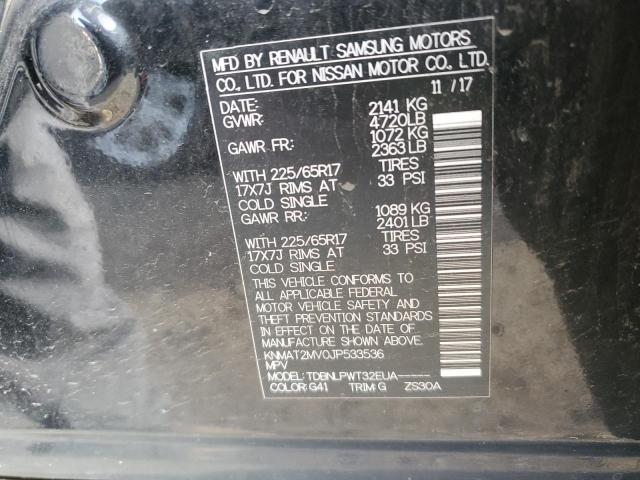 MFD BY RENAULT SAMSUNG MOTORS
CO., LTD. FOR NISSAN MOTOR CO., LTD.
DATE: 11/17
GVWR: 2141 KG
4720LB
GAWR FR: 1072 KG
2363 LB
WITH 225/65R17 TIRES
17X7J RIMS AT 33 PSI
COLD SINGLE
GAWR RR: 1089 KG
2401 LB
WITH 225/65R17 TIRES
17X7J RIMS AT 33 PSI
COLD SINGLE
THIS VEHICLE CONFORMS TO
ALL APPLICABLE FEDERAL
MOTOR VEHICLE SAFETY AND
THEFT PREVENTION STANDARDS
IN EFFECT ON THE DATE OF
MANUFACTURE SHOWN ABOVE.
KNMAT2MV0JP533536
MPV
MODEL: TDBNLPWT32EUA-----
COLOR: G41 TRIM: G ZS30A